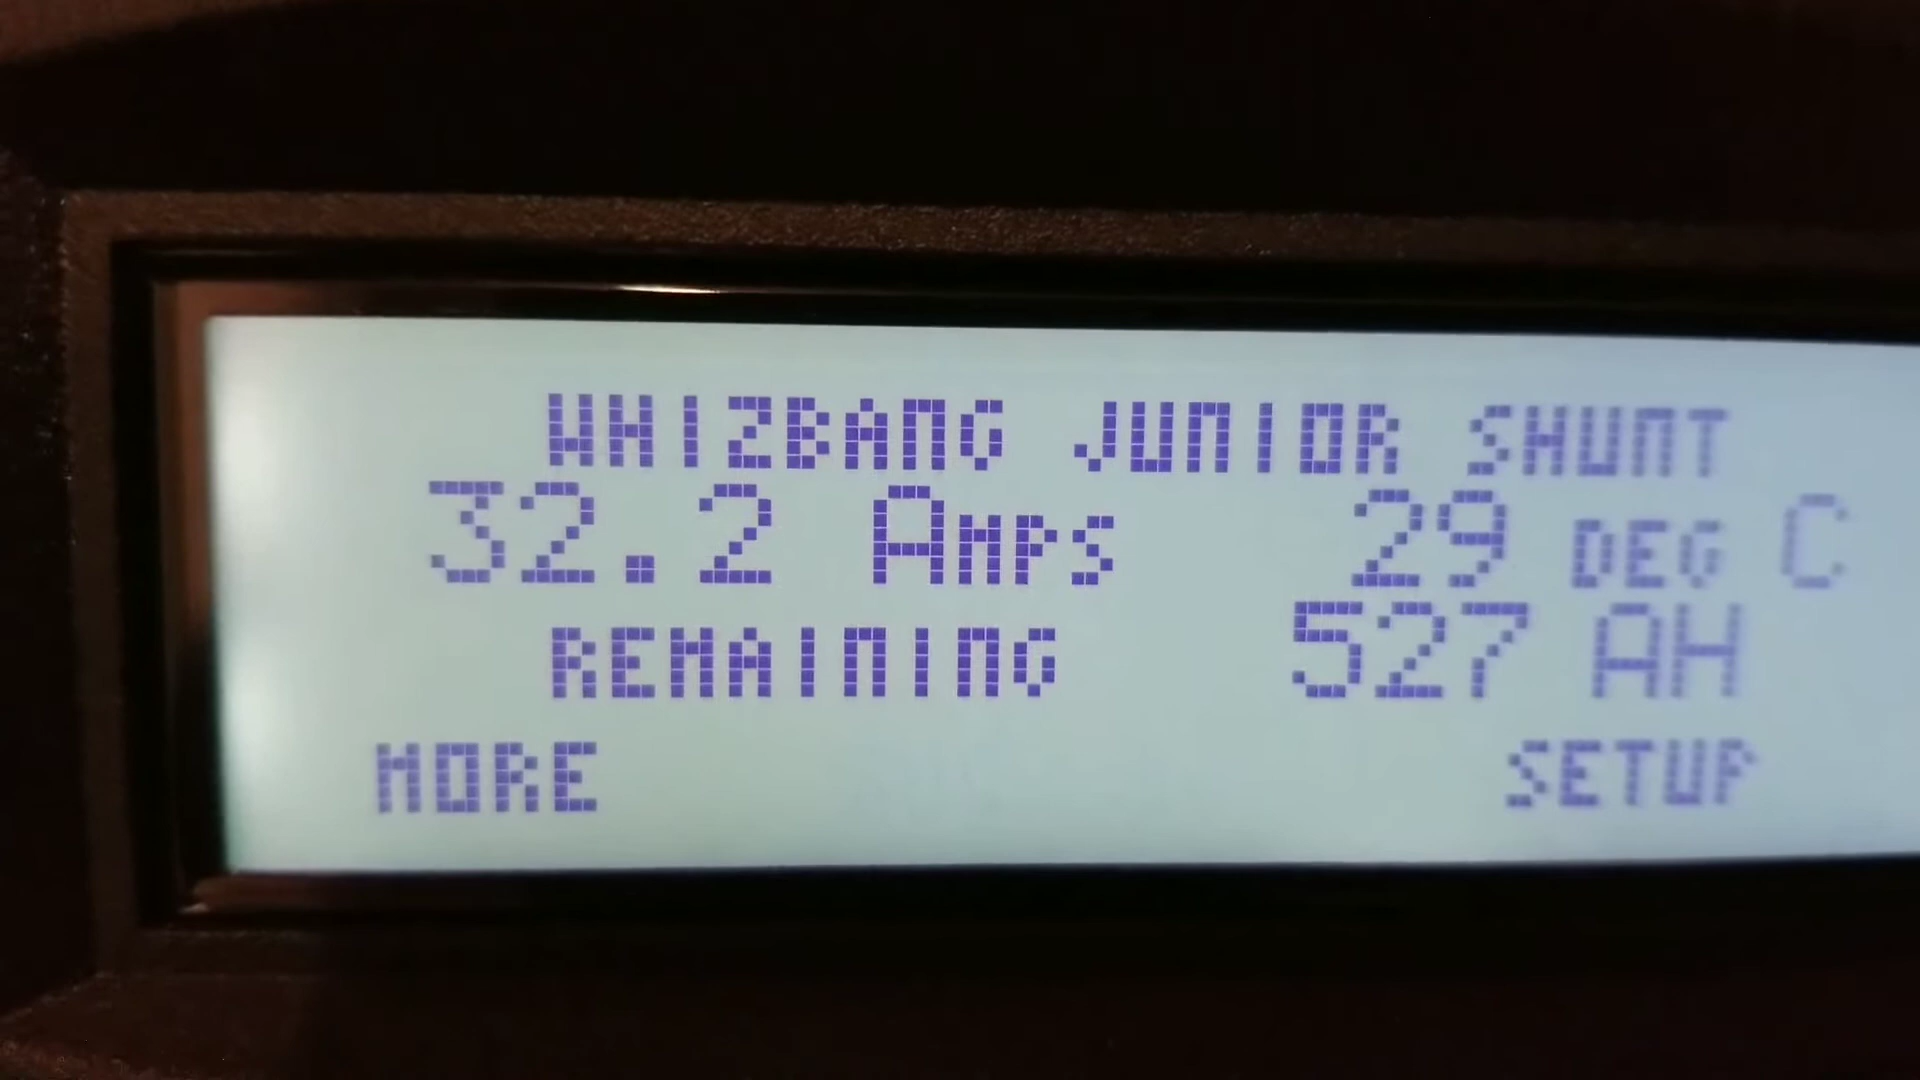 WHIZBANG JUNIOR SHUNT
32.2 Amps 29 DEG C
REMAINING 527 AH
MORE SETUP